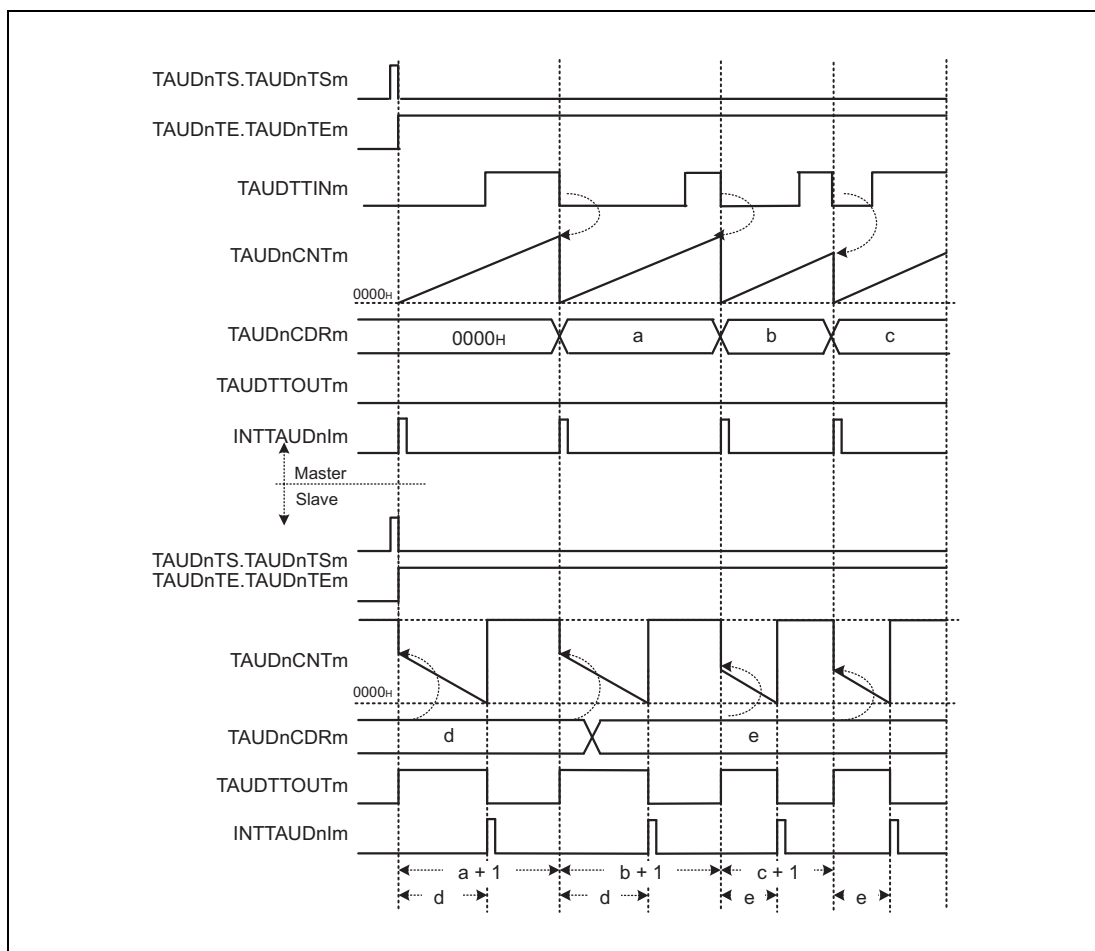 TAUDnTS.TAUDnTSm
TAUDnTE.TAUDnTEm
TAUDTTINm
TAUDnCNTm
0000H
TAUDnCDRm
0000H
a
b
c
TAUDTTOUTm
INTTAUDnIm
Master
Slave
TAUDnTS.TAUDnTSm
TAUDnTE.TAUDnTEm
TAUDnCNTm
0000H
TAUDnCDRm
d
e
TAUDTTOUTm
INTTAUDnIm
a + 1
b + 1
c + 1
d
d
e
e